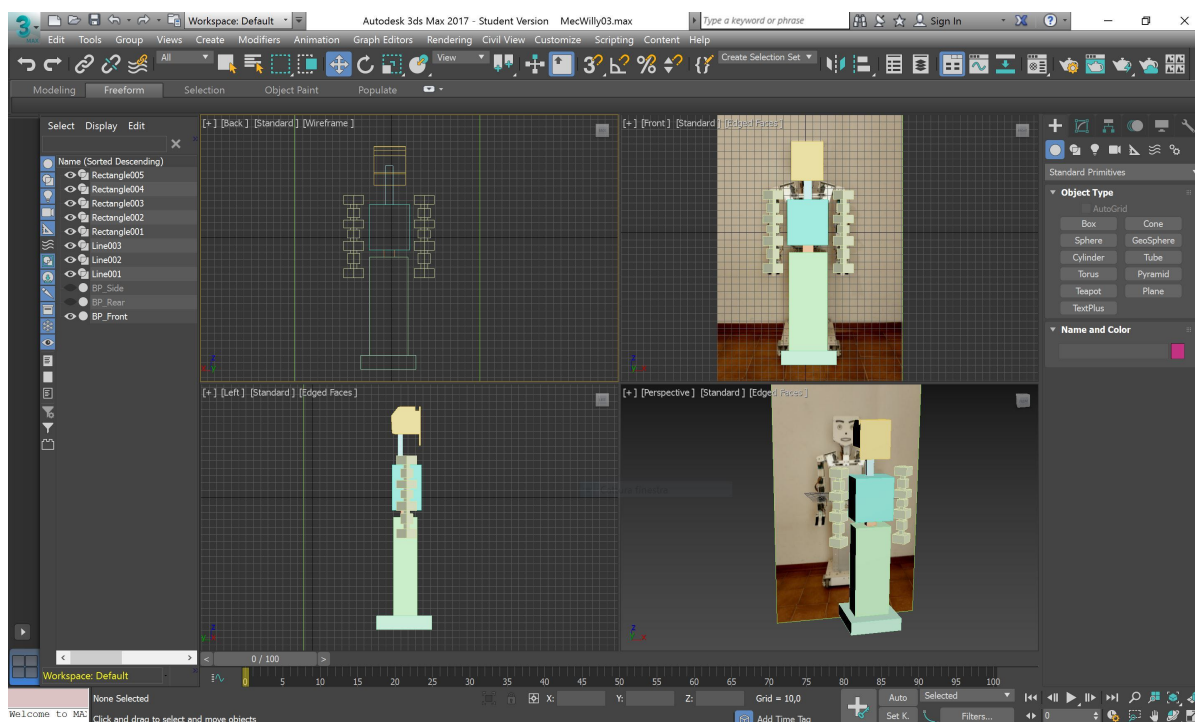 Workspace: Default
Autodesk 3ds Max 2017 - Student Version MecWilly03.max
Type a keyword or phrase
Sign In
Edit Tools Group Views Create Modifiers Animation Graph Editors Rendering Civil View Customize Scripting Content Help
All
View
Create Selection Set
Modeling Freeform Selection Object Paint Populate
Select Display Edit
Name (Sorted Descending)
Rectangle005
Rectangle004
Rectangle003
Rectangle002
Rectangle001
Line003
Line002
Line001
BP_Side
BP_Rear
BP_Front
[+] [Back] [Standard] [Wireframe]
[+] [Front] [Standard] [Edged Faces]
[+] [Left] [Standard] [Edged Faces]
[+] [Perspective] [Standard] [Edged Faces]
Standard Primitives
Object Type
AutoGrid
Box Cone
Sphere GeoSphere
Cylinder Tube
Torus Pyramid
Teapot Plane
TextPlus
Name and Color
0 / 100
Workspace: Default
0 5 10 15 20 25 30 35 40 45 50 55 60 65 70 75 80 85 90 95 100
None Selected
X: Y: Z:
Grid = 10,0
Auto Selected
Welcome to MA
Click and drag to select and move objects
Add Time Tag
Set K. Filters...
0